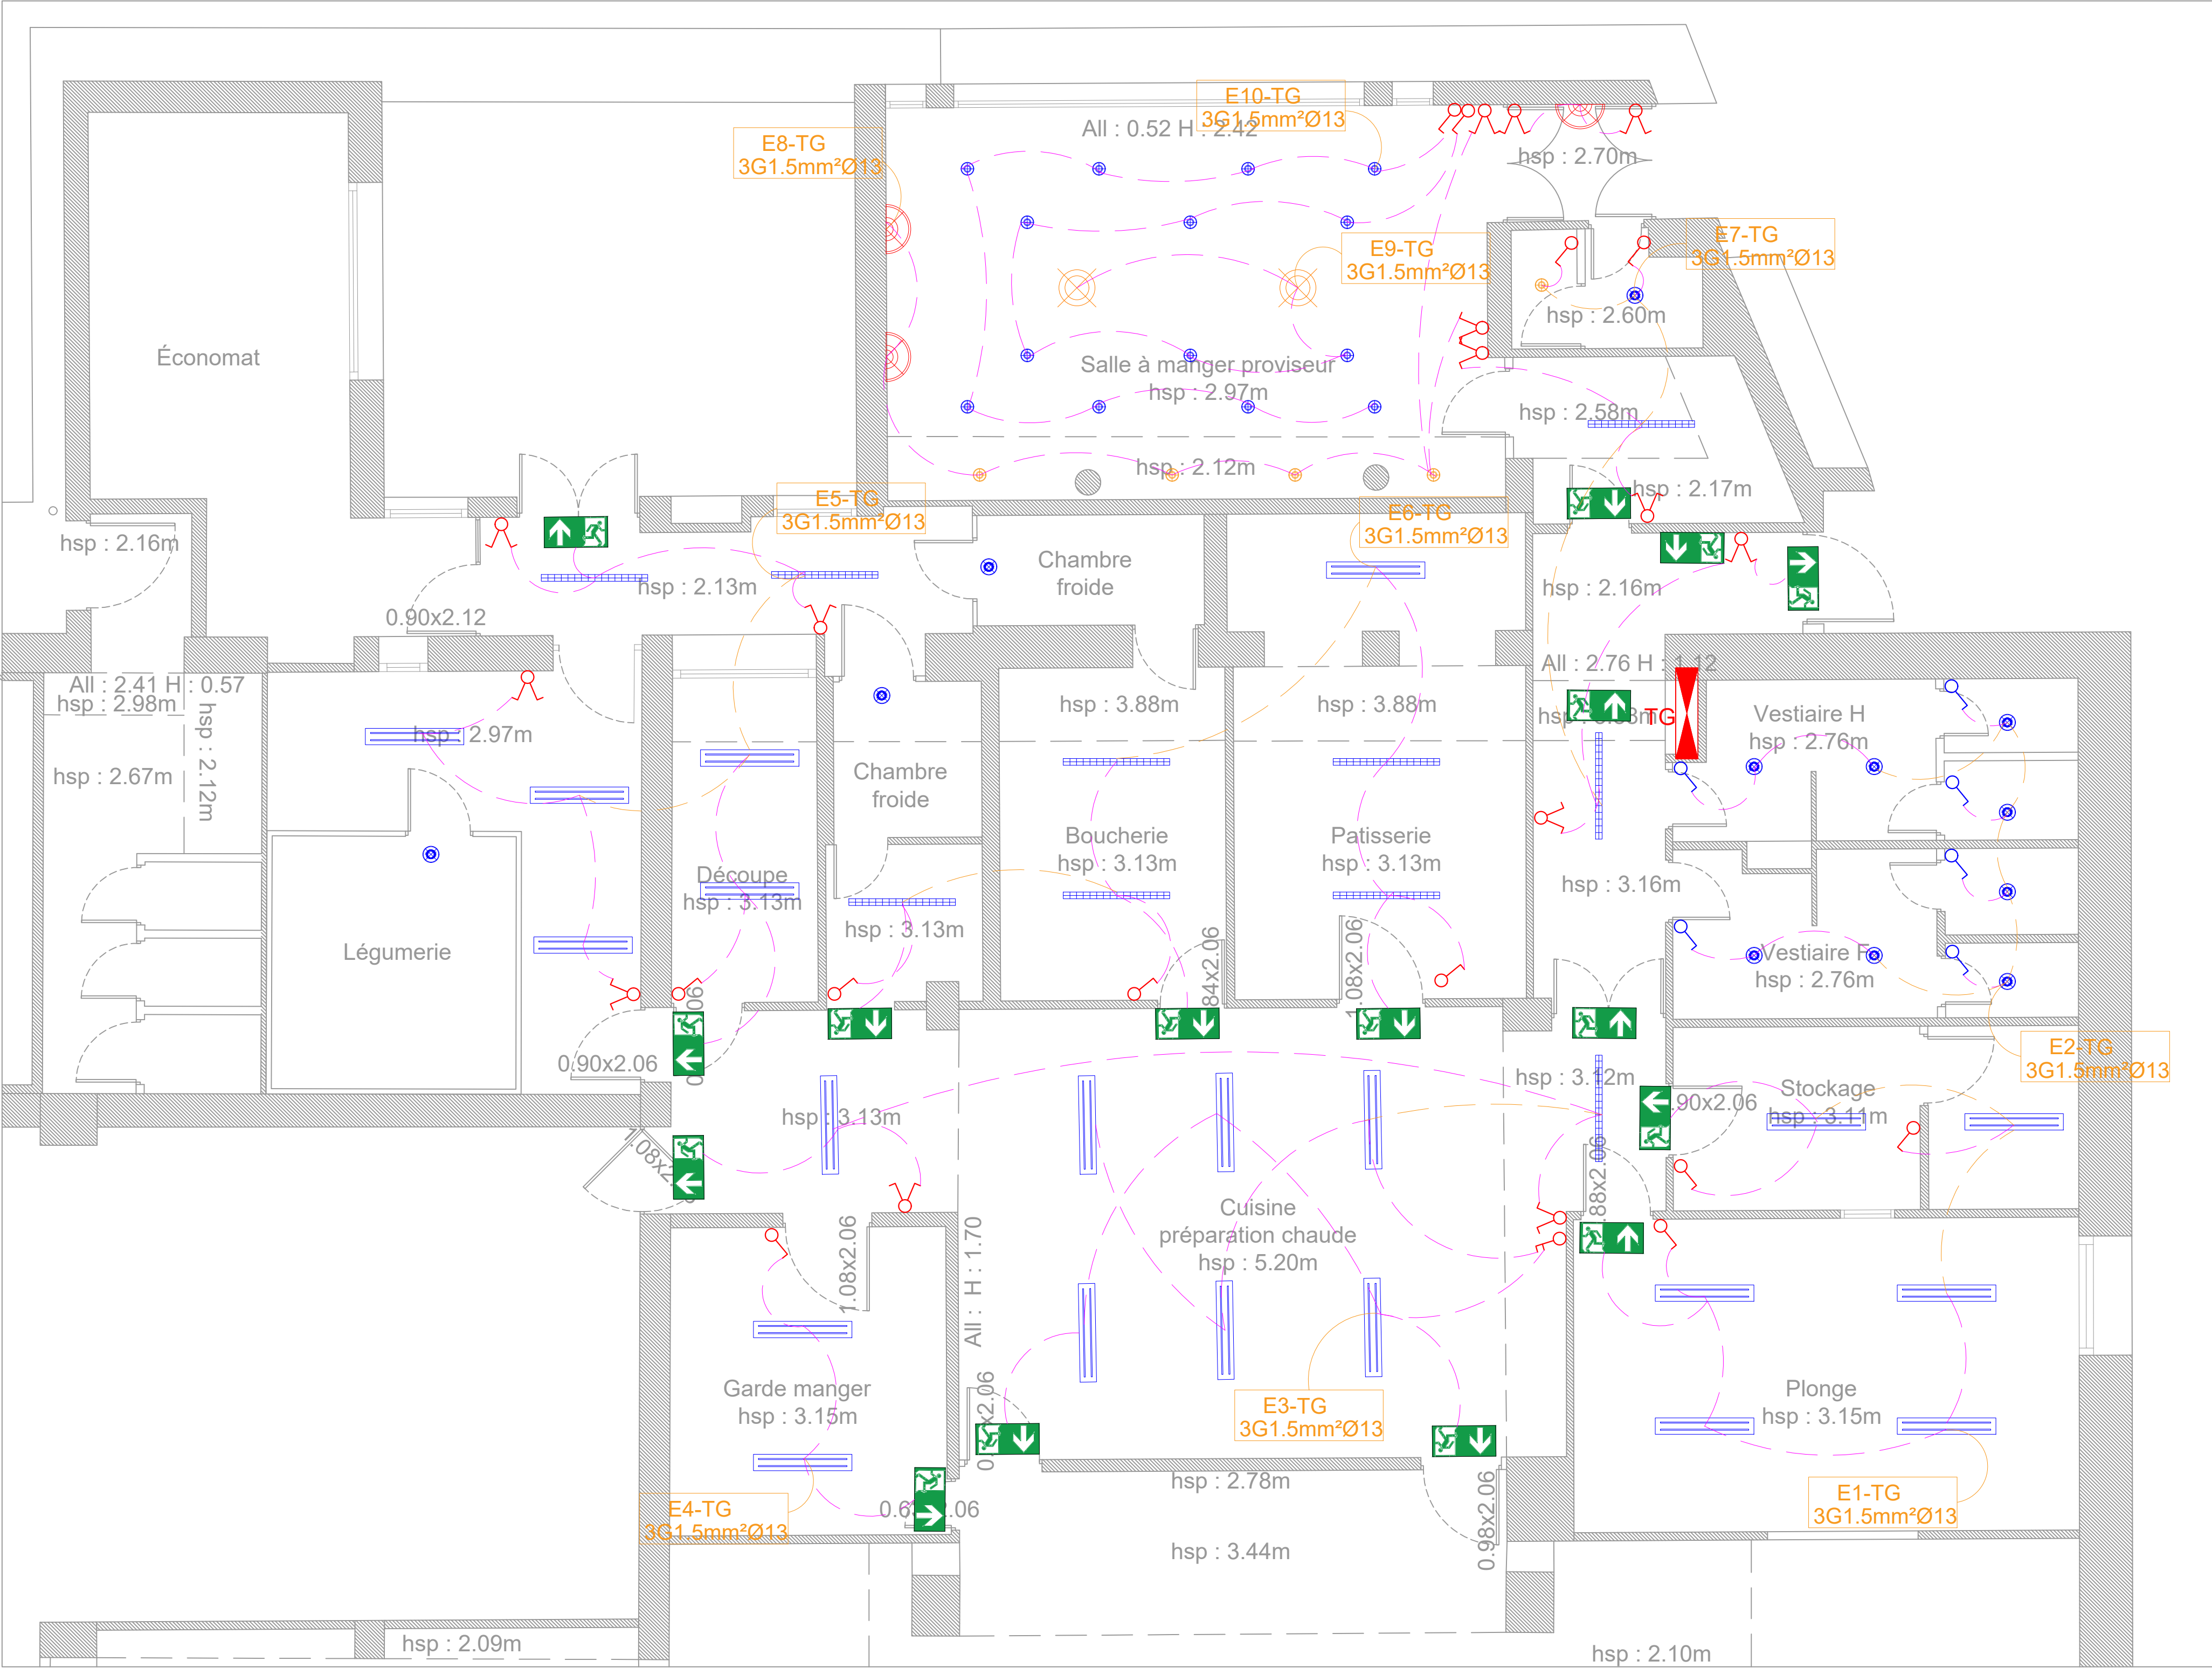 E10-TG
3G1.5mm²Ø13
All : 0.52 H : 2.42
E8-TG
3G1.5mm²Ø13
hsp : 2.70m
E7-TG
3G1.5mm²Ø13
E9-TG
3G1.5mm²Ø13
hsp : 2.60m
Économat
Salle à manger proviseur
hsp : 2.97m
hsp : 2.58m
hsp : 2.12m
hsp : 2.17m
E5-TG
3G1.5mm²Ø13
E6-TG
3G1.5mm²Ø13
hsp : 2.16m
hsp : 2.13m
Chambre
froide
hsp : 2.16m
0.90x2.12
All : 2.76 H : 1.12
All : 2.41 H : 0.57
hsp : 2.98m
hsp : 2.97m
hsp : 2.12m
hsp : 2.67m
hsp : 3.88m
hsp : 3.88m
TG
Vestiaire H
hsp : 2.76m
Chambre
froide
Boucherie
hsp : 3.13m
Patisserie
hsp : 3.13m
Découpe
hsp : 3.13m
hsp : 3.16m
hsp : 3.13m
Légumerie
84x2.06
1.08x2.06
Vestiaire F
hsp : 2.76m
0.90x2.06
hsp : 3.12m
.90x2.06
Stockage
hsp : 3.11m
E2-TG
3G1.5mm²Ø13
hsp : 3.13m
.88x2.06
Cuisine
préparation chaude
hsp : 5.20m
1.08x2.06
All : H : 1.70
Garde manger
hsp : 3.15m
E3-TG
3G1.5mm²Ø13
Plonge
hsp : 3.15m
hsp : 2.78m
E4-TG
3G1.5mm²Ø13
E1-TG
3G1.5mm²Ø13
0.98x2.06
hsp : 3.44m
hsp : 2.09m
hsp : 2.10m